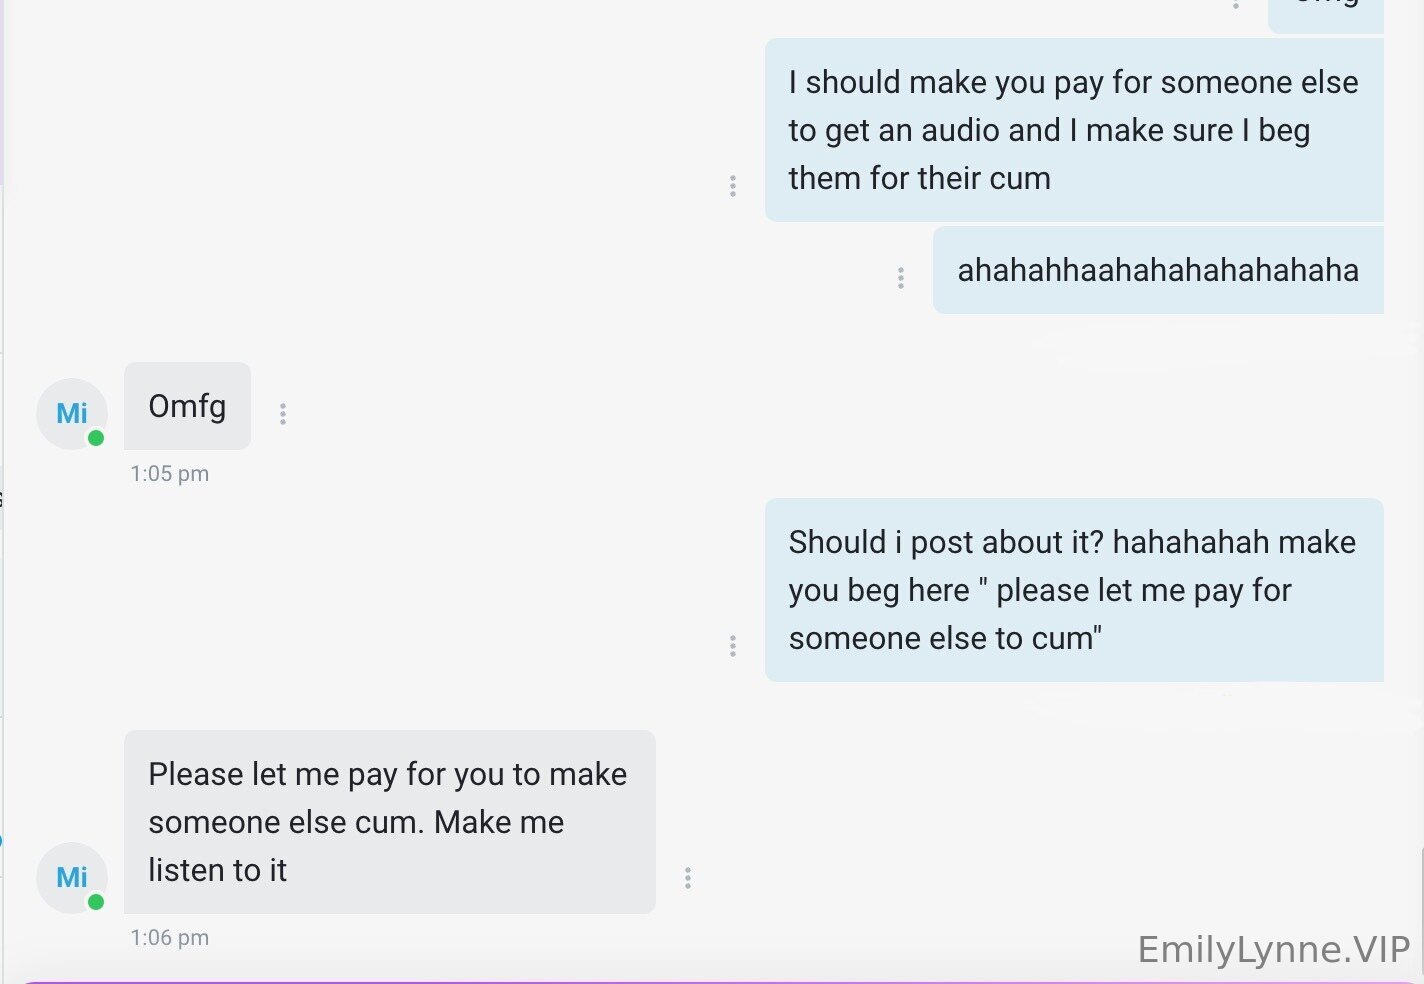 I should make you pay for someone else
to get an audio and I make sure I beg
them for their cum
ahahahhaahahahahahahaha
Mi
Omfg
1:05 pm
Should i post about it? hahahahah make
you beg here " please let me pay for
someone else to cum"
Please let me pay for you to make
someone else cum. Make me
listen to it
Mi
1:06 pm
EmilyLynne.VIP